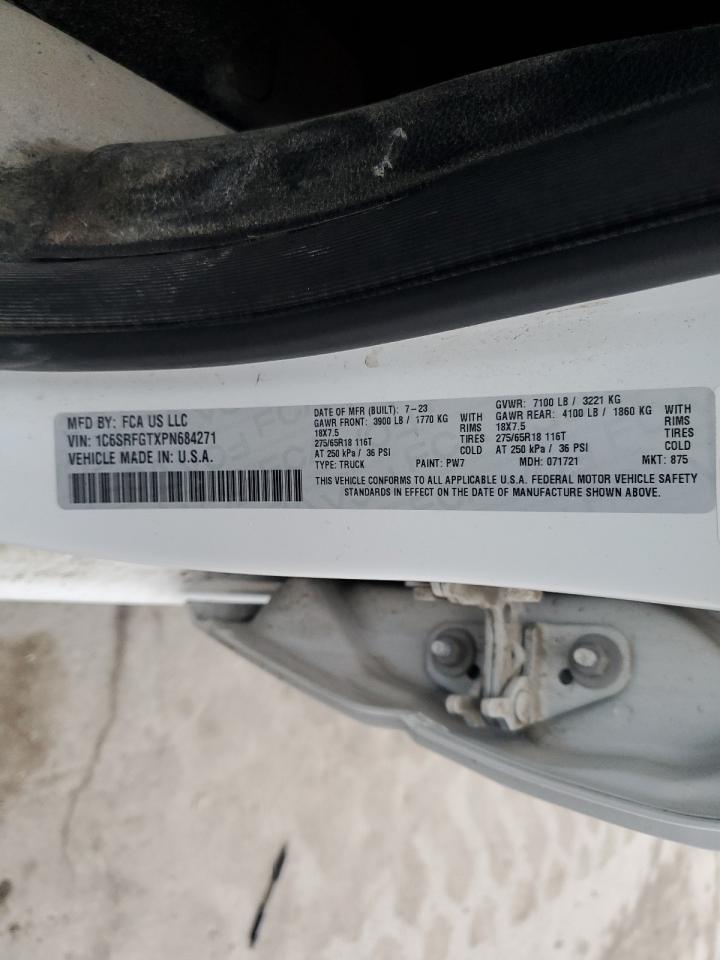 MFD BY: FCA US LLC
VIN: 1C6SRFGTXPN684271
VEHICLE MADE IN: U.S.A.
DATE OF MFR (BUILT): 7-23
GAWR FRONT: 3900 LB / 1770 KG WITH
18X7.5 RIMS
275/65R18 116T TIRES
AT 250 kPa / 36 PSI COLD
TYPE: TRUCK PAINT: PW7
GVWR: 7100 LB / 3221 KG
GAWR REAR: 4100 LB / 1860 KG WITH
18X7.5 RIMS
275/65R18 116T TIRES
AT 250 kPa / 36 PSI COLD
MDH: 071721 MKT: 875
THIS VEHICLE CONFORMS TO ALL APPLICABLE U.S.A. FEDERAL MOTOR VEHICLE SAFETY
STANDARDS IN EFFECT ON THE DATE OF MANUFACTURE SHOWN ABOVE.